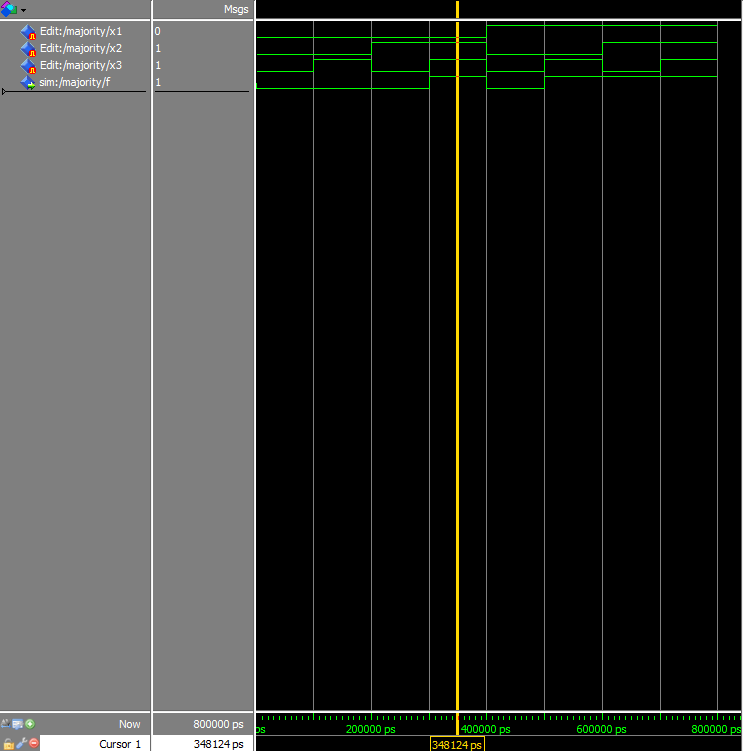 Msgs
Edit:/majority/x1 0
Edit:/majority/x2 1
Edit:/majority/x3 1
sim:/majority/f 1
Now 800000 ps ps 200000 ps 400000 ps 600000 ps 800000 ps
Cursor 1 348124 ps 348124 ps